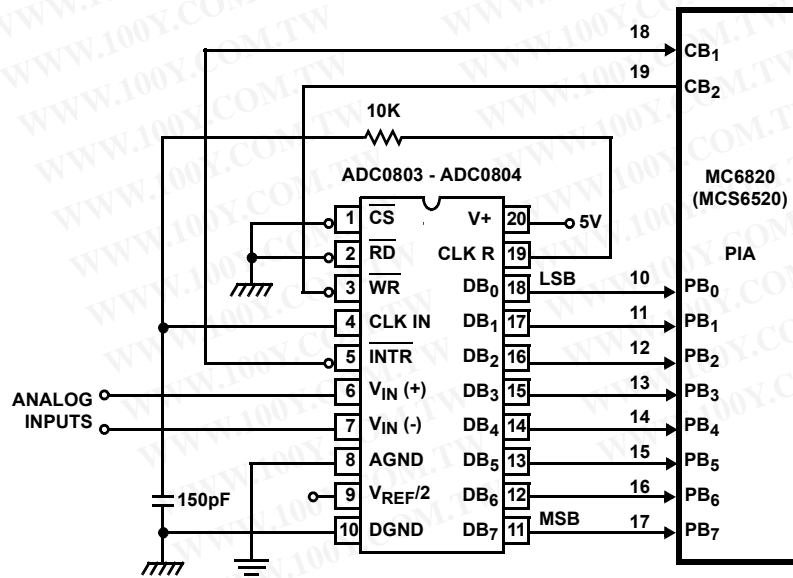 18
CB1
19
CB2
10K
ADC0803 - ADC0804
MC6820
(MCS6520)
PIA
1 CS V+ 20 5V
2 RD CLK R 19
3 WR DB0 18 LSB 10 PB0
4 CLK IN DB1 17 11 PB1
5 INTR DB2 16 12 PB2
ANALOG
INPUTS
6 VIN (+) DB3 15 13 PB3
7 VIN (-) DB4 14 14 PB4
8 AGND DB5 13 15 PB5
150pF
9 VREF/2 DB6 12 16 PB6
10 DGND DB7 11 MSB 17 PB7
WWW.100Y.COM.TW